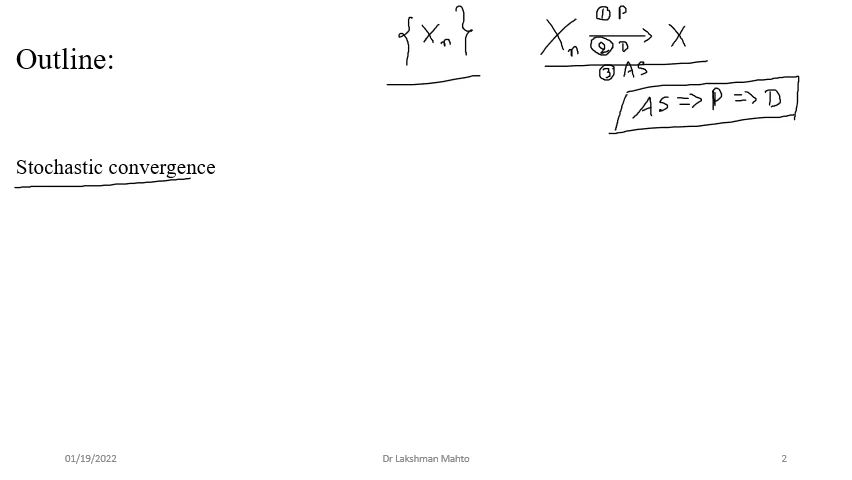 {Xn}
① P
Xn → X
② D
③ AS
Outline:
AS => P => D
Stochastic convergence
01/19/2022 Dr Lakshman Mahto 2